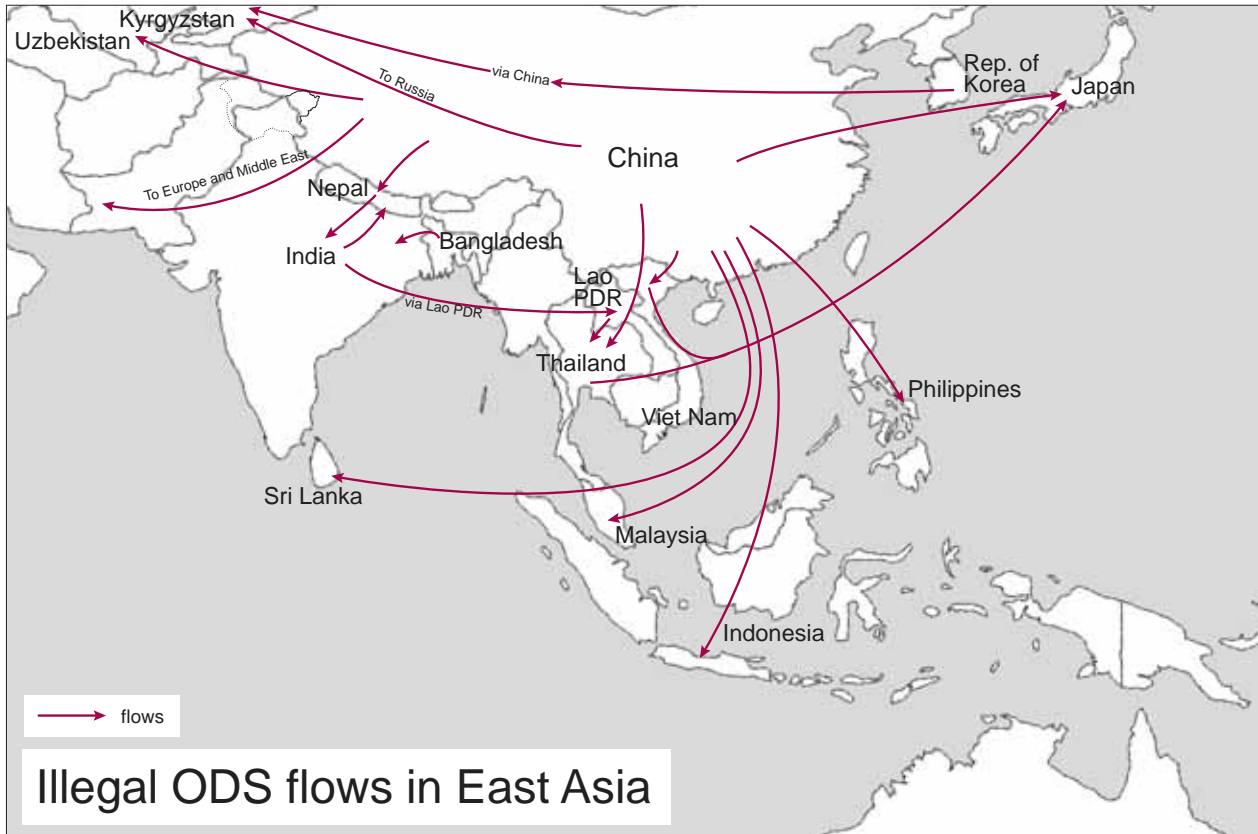 Kyrgyzstan
Uzbekistan
via China
To Russia
Rep. of
Korea
Japan
China
To Europe and Middle East
Nepal
India
Bangladesh
Lao
PDR
via Lao PDR
Thailand
Viet Nam
Philippines
Sri Lanka
Malaysia
Indonesia
flows
Illegal ODS flows in East Asia